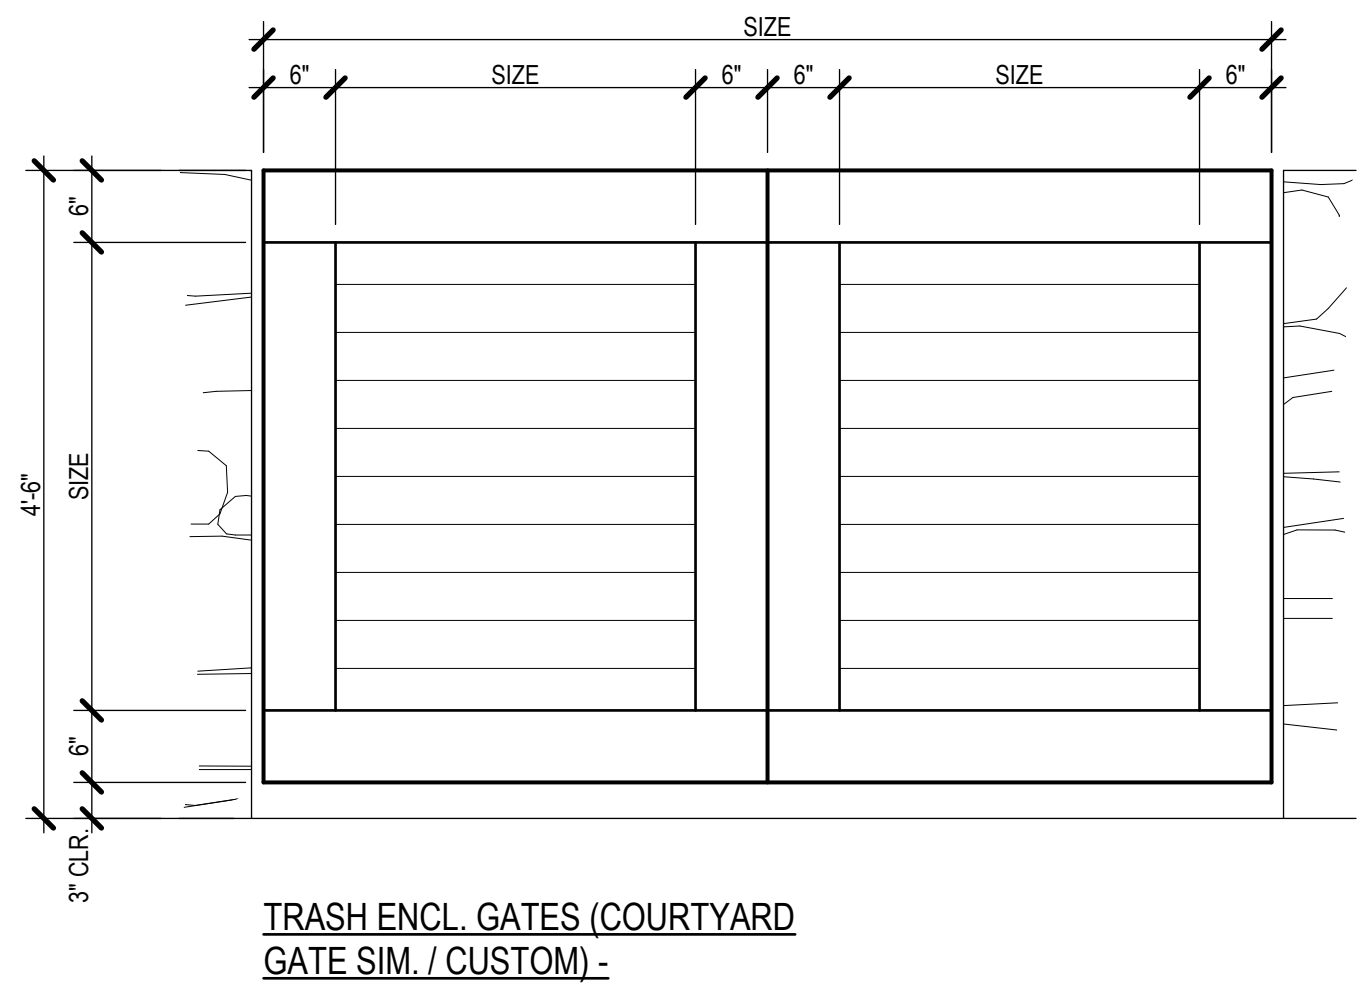 SIZE
6" SIZE 6" 6" SIZE 6"
6"
SIZE
4'-6"
6"
3" CLR.
TRASH ENCL. GATES (COURTYARD
GATE SIM. / CUSTOM) -